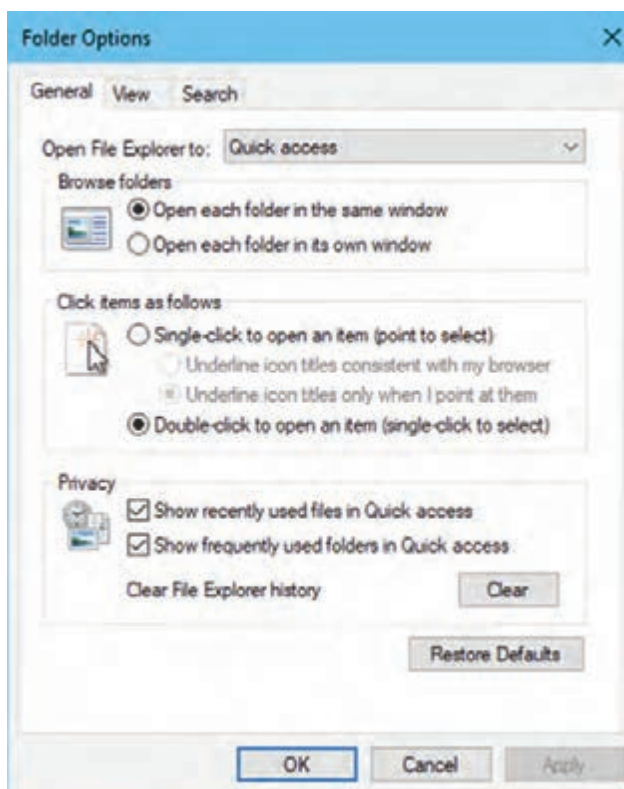 Folder Options
General View Search
Open File Explorer to: Quick access
Browse folders
Open each folder in the same window
Open each folder in its own window
Click items as follows
Single-click to open an item (point to select)
Underline icon titles consistent with my browser
Underline icon titles only when I point at them
Double-click to open an item (single-click to select)
Privacy
Show recently used files in Quick access
Show frequently used folders in Quick access
Clear File Explorer history Clear
Restore Defaults
OK Cancel Apply